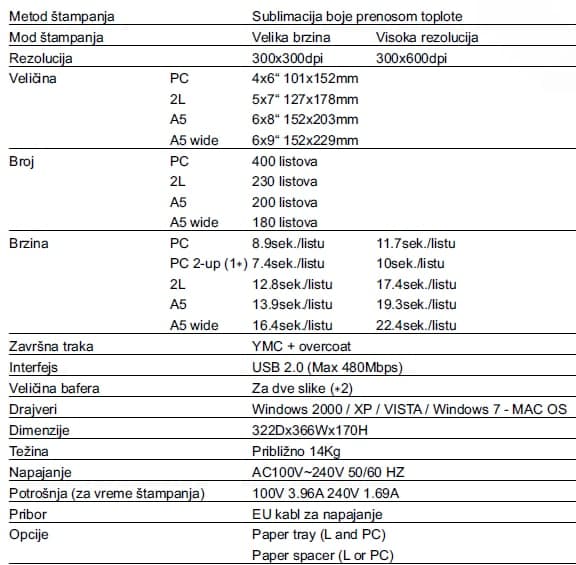 Metod štampanja Sublimacija boje prenosom toplote
Mod štampanja Velika brzina Visoka rezolucija
Rezolucija 300x300dpi 300x600dpi
Veličina PC 4x6“ 101x152mm
2L 5x7“ 127x178mm
A5 6x8“ 152x203mm
A5 wide 6x9“ 152x229mm
Broj PC 400 listova
2L 230 listova
A5 200 listova
A5 wide 180 listova
Brzina PC 8.9sek./listu 11.7sek./listu
PC 2-up (1*) 7.4sek./listu 10sek./listu
2L 12.8sek./listu 17.4sek./listu
A5 13.9sek./listu 19.3sek./listu
A5 wide 16.4sek./listu 22.4sek./listu
Završna traka YMC + overcoat
Interfejs USB 2.0 (Max 480Mbps)
Veličina bafera Za dve slike (*2)
Drajveri Windows 2000 / XP / VISTA / Windows 7 - MAC OS
Dimenzije 322Dx366Wx170H
Težina Približno 14Kg
Napajanje AC100V~240V 50/60 HZ
Potrošnja (za vreme štampanja) 100V 3.96A 240V 1.69A
Pribor EU kabl za napajanje
Opcije Paper tray (L and PC)
Paper spacer (L or PC)